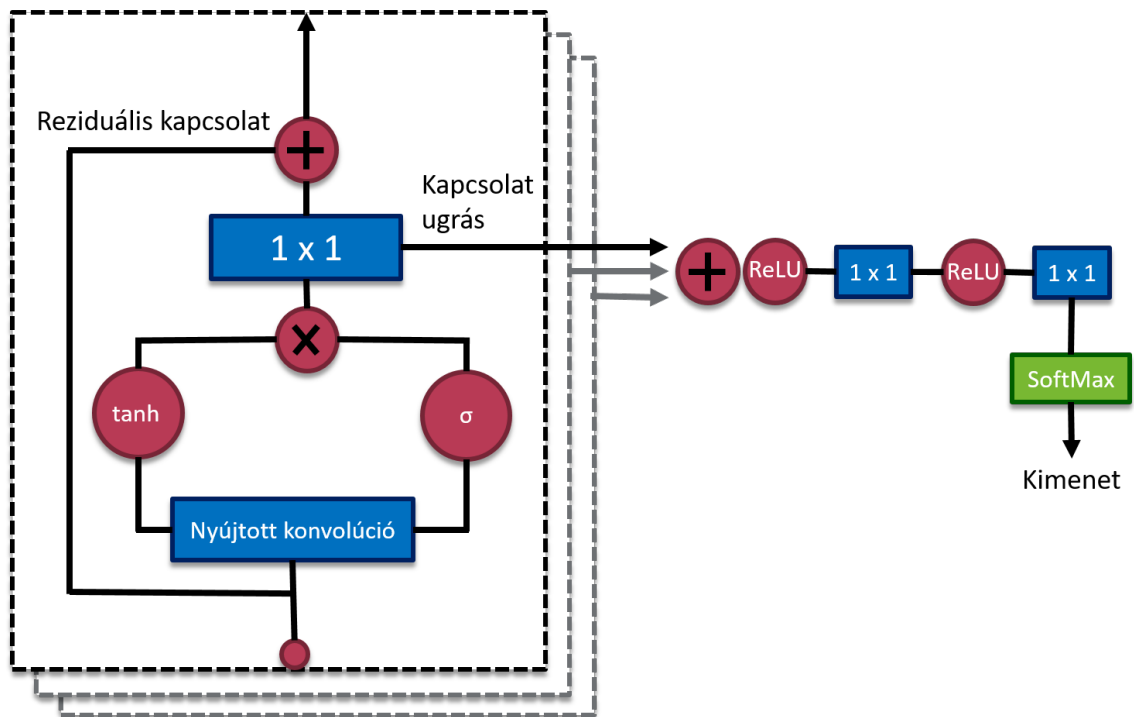 Reziduális kapcsolat
+
Kapcsolat
ugrás
1 x 1
+
ReLU
1 x 1
ReLU
1 x 1
×
tanh
σ
SoftMax
Nyújtott konvolúció
Kimenet